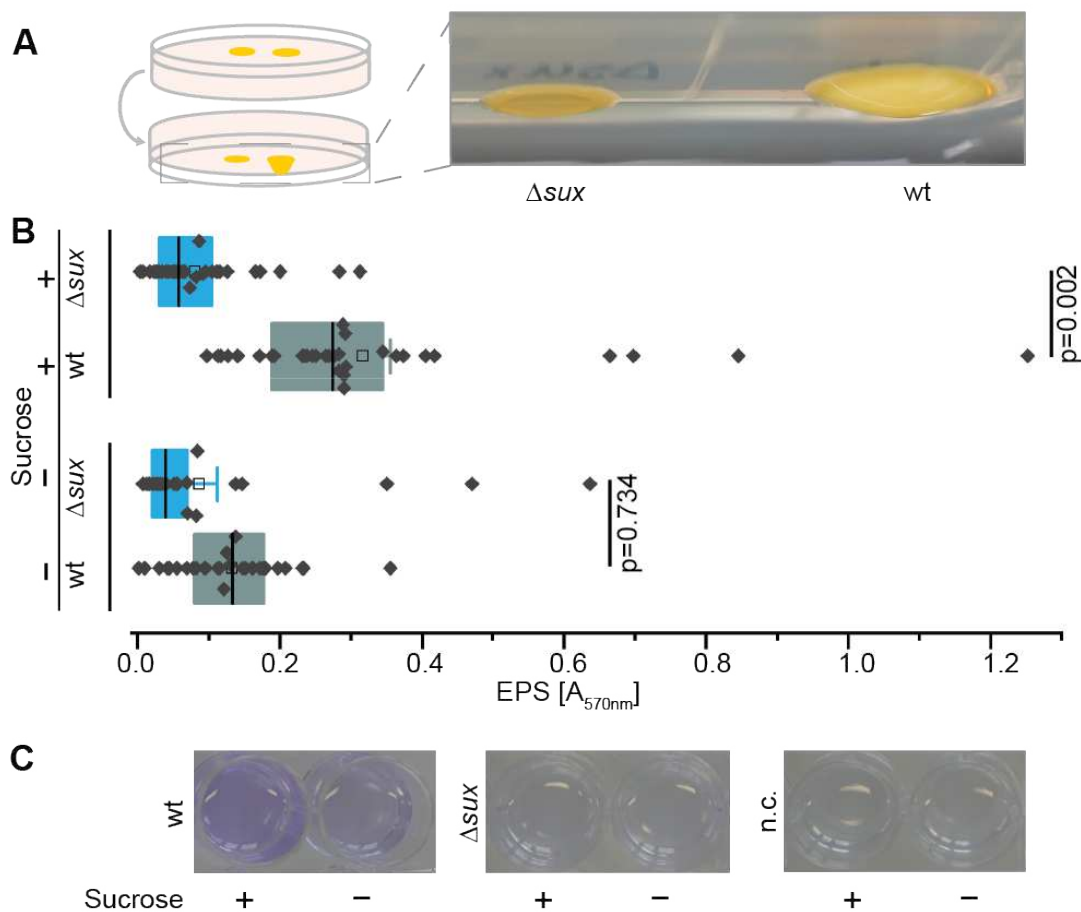 A
Δsux
wt
B
Sucrose
+
Δsux
+
wt
−
Δsux
−
wt
p=0.002
p=0.734
0.0 0.2 0.4 0.6 0.8 1.0 1.2
EPS [A570nm]
C
wt
Δsux
n.c.
Sucrose + − + − + −